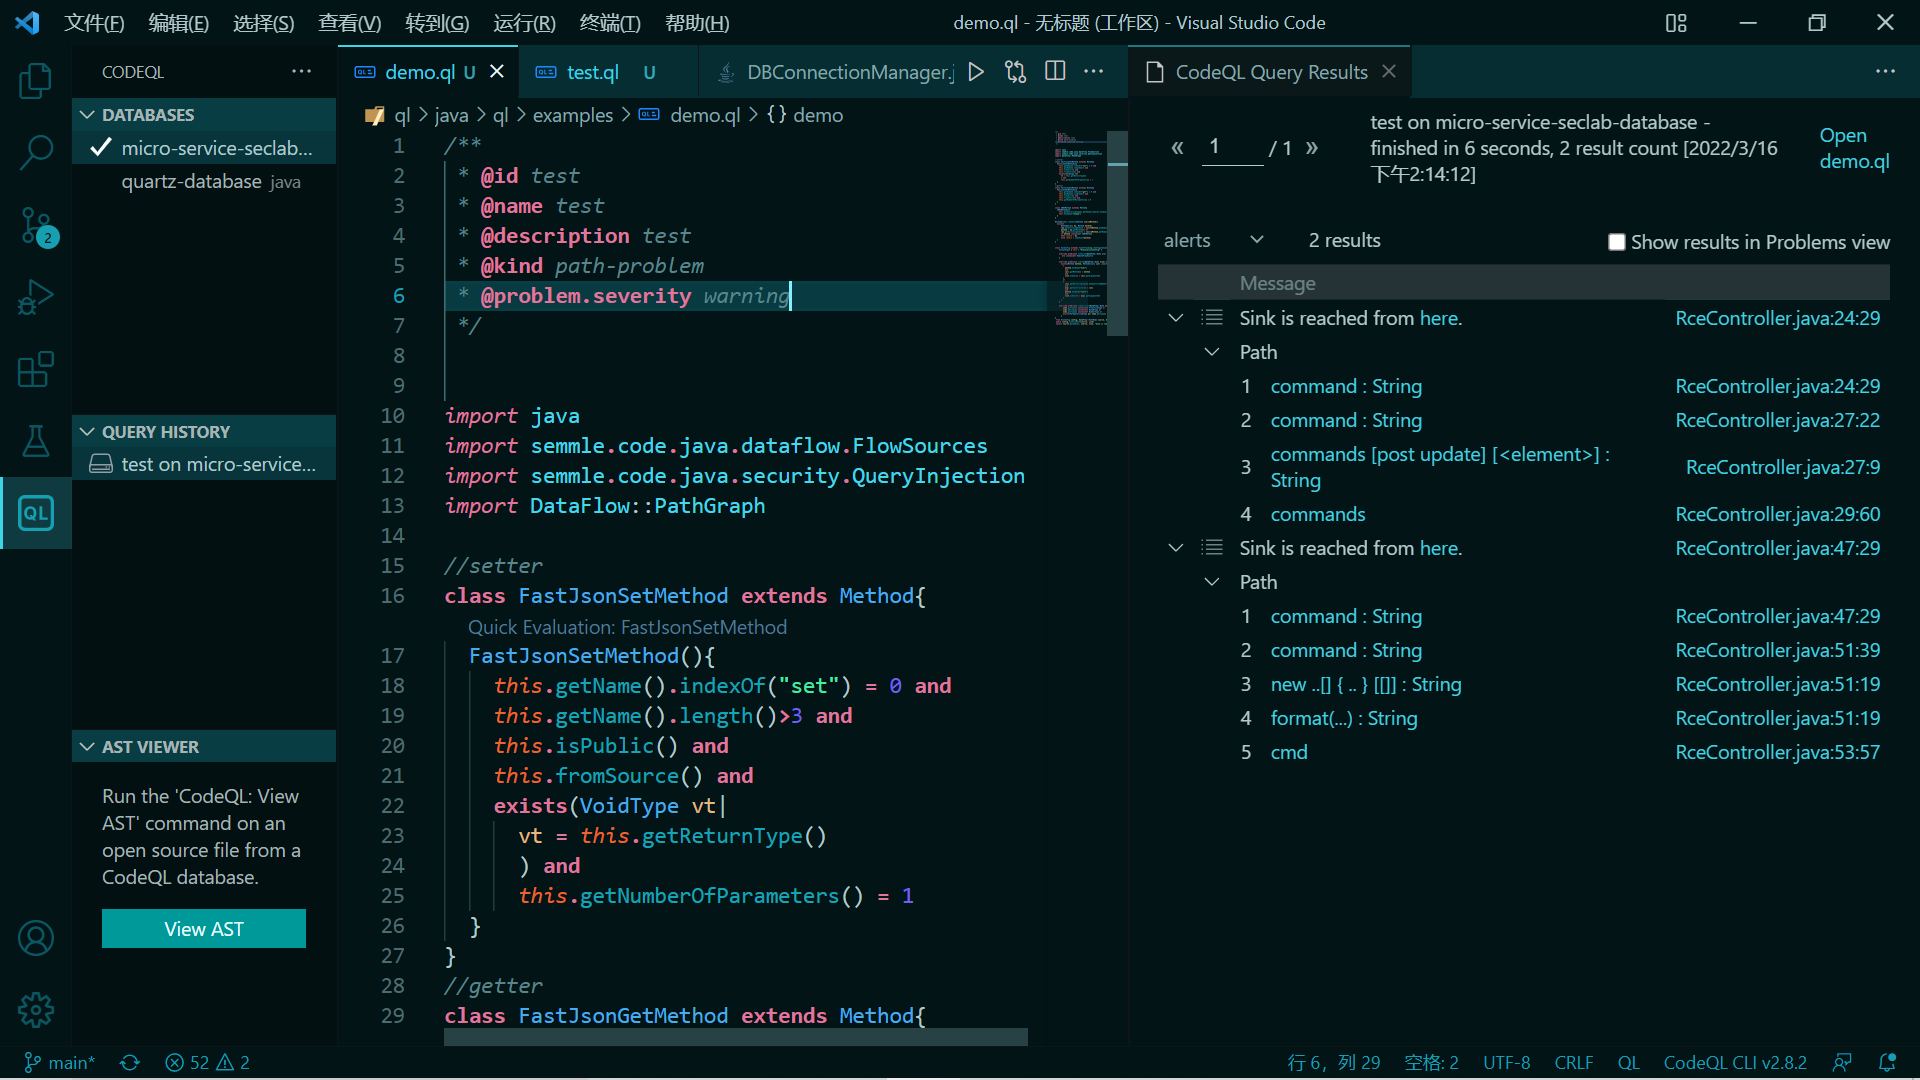 文件(F) 编辑(E) 选择(S) 查看(V) 转到(G) 运行(R) 终端(T) 帮助(H)
demo.ql - 无标题 (工作区) - Visual Studio Code
CODEQL
DATABASES
micro-service-seclab...
quartz-database java
2
QUERY HISTORY
test on micro-service...
QL
AST VIEWER
Run the 'CodeQL: View
AST' command on an
open source file from a
CodeQL database.
View AST
demo.ql U
test.ql U
DBConnectionManager.j
ql > java > ql > examples > demo.ql > {} demo
1 /**
2 * @id test
3 * @name test
4 * @description test
5 * @kind path-problem
6 * @problem.severity warning
7 */
8
9
10 import java
11 import semmle.code.java.dataflow.FlowSources
12 import semmle.code.java.security.QueryInjection
13 import DataFlow::PathGraph
14
15 //setter
16 class FastJsonSetMethod extends Method{
Quick Evaluation: FastJsonSetMethod
17 FastJsonSetMethod(){
18 this.getName().indexOf("set") = 0 and
19 this.getName().length()>3 and
20 this.isPublic() and
21 this.fromSource() and
22 exists(VoidType vt|
23 vt = this.getReturnType()
24 ) and
25 this.getNumberOfParameters() = 1
26 }
27 }
28 //getter
29 class FastJsonGetMethod extends Method{
CodeQL Query Results
« 1 / 1 »
test on micro-service-seclab-database -
finished in 6 seconds, 2 result count [2022/3/16
下午2:14:12]
Open
demo.ql
alerts 2 results
Show results in Problems view
Message
Sink is reached from here. RceController.java:24:29
Path
1 command : String RceController.java:24:29
2 command : String RceController.java:27:22
3 commands [post update] [<element>] :
String RceController.java:27:9
4 commands RceController.java:29:60
Sink is reached from here. RceController.java:47:29
Path
1 command : String RceController.java:47:29
2 command : String RceController.java:51:39
3 new ..[] { .. } [[]] : String RceController.java:51:19
4 format(...) : String RceController.java:51:19
5 cmd RceController.java:53:57
main* 52 2
行 6，列 29 空格: 2 UTF-8 CRLF QL CodeQL CLI v2.8.2